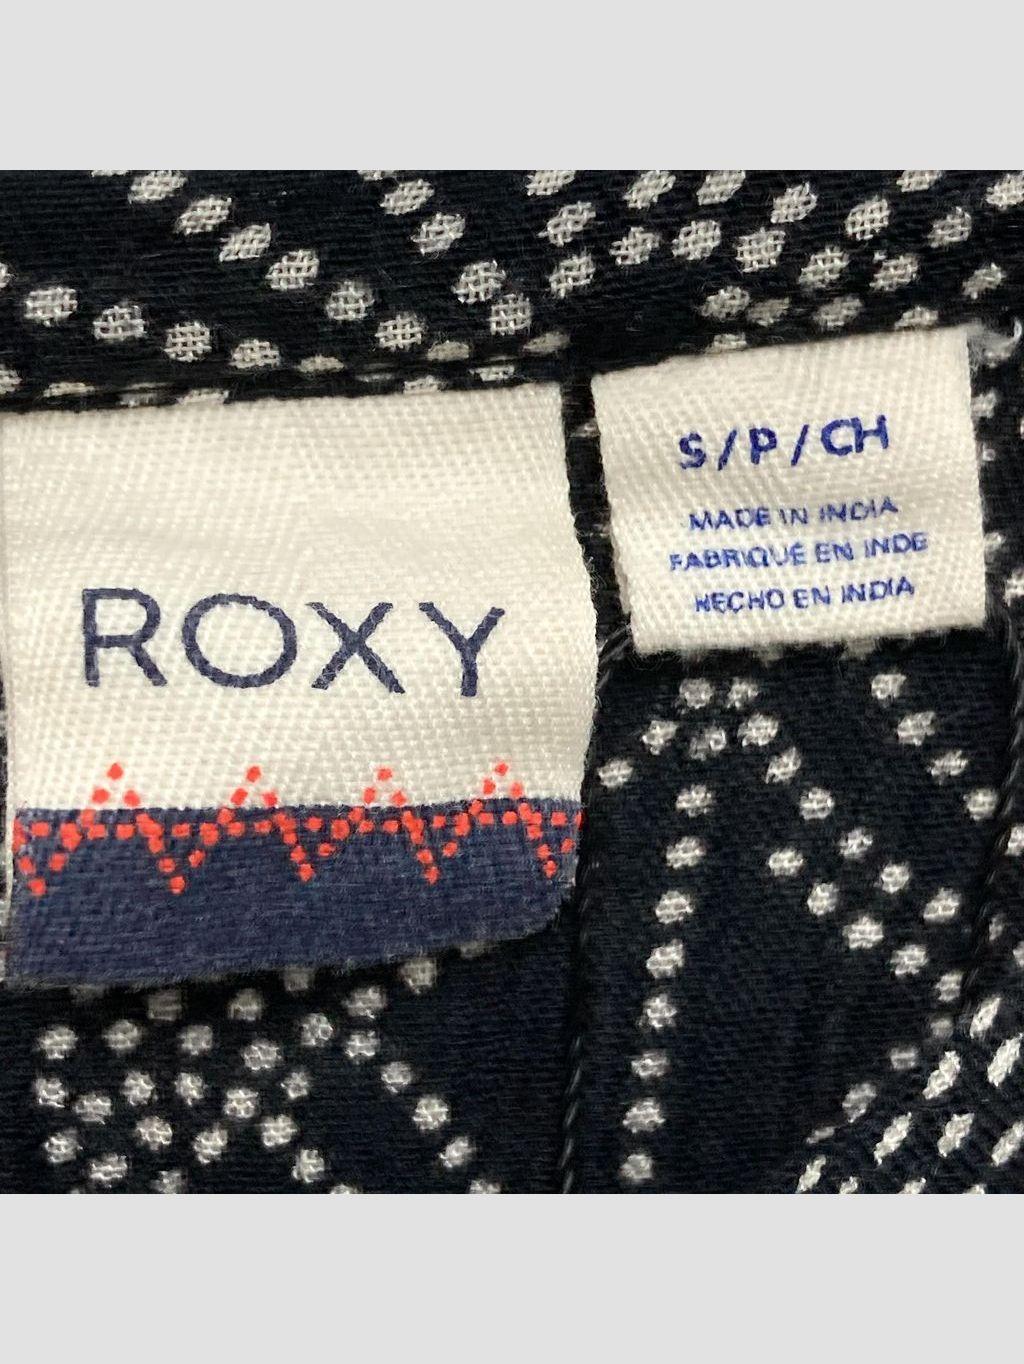 ROXY
S / P / CH
MADE IN INDIA
FABRIQUÉ EN INDE
HECHO EN INDIA